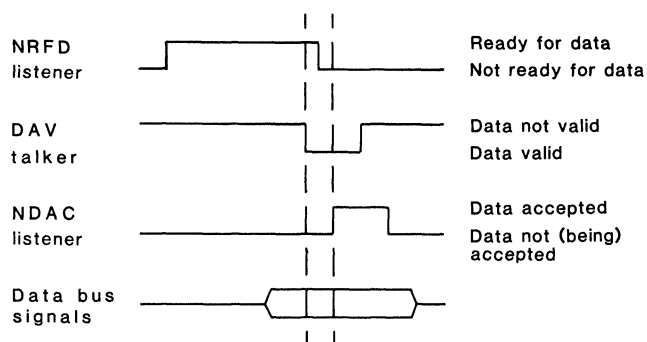 NRFD
listener
Ready for data
Not ready for data
DAV
talker
Data not valid
Data valid
NDAC
listener
Data accepted
Data not (being)
accepted
Data bus
signals